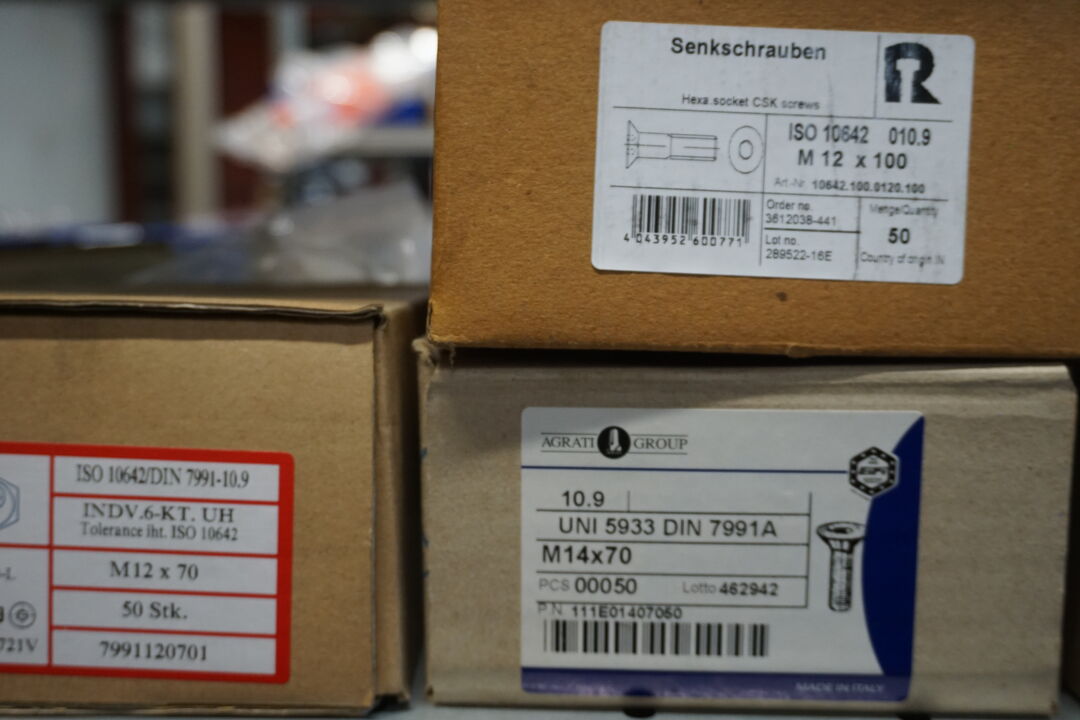 Senkschrauben
Hexa.socket CSK screws
ISO 10642 010.9
M 12 x 100
Art.-Nr. 10642.100.0120.100
Order no.
3612038-441
Lot no.
289522-16E
Menge/Quantity
50
Country of origin IN
4 043952 600771
ISO 10642/DIN 7991-10.9
INDV.6-KT. UH
Tolerance lht. ISO 10642
M12 x 70
50 Stk.
7991120701
-L
721V
AGRATI GROUP
10.9
UNI 5933 DIN 7991A
M14x70
PCS 00050 Lotto 462942
P.N. 111E01407050
MADE IN ITALY